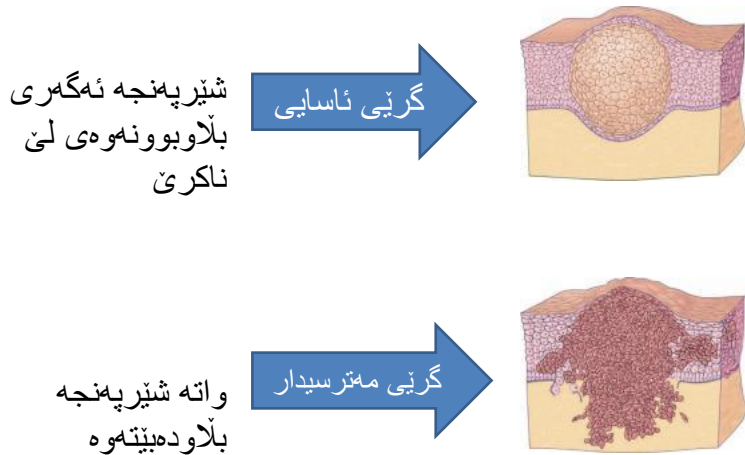 شێرپەنجە ئەگەری
بڵاوبوونەوەی لێ
ناکرێ
گرێی ئاسایی
واتە شێرپەنجە
بڵاودەبێتەوە
گرێی مەترسیدار